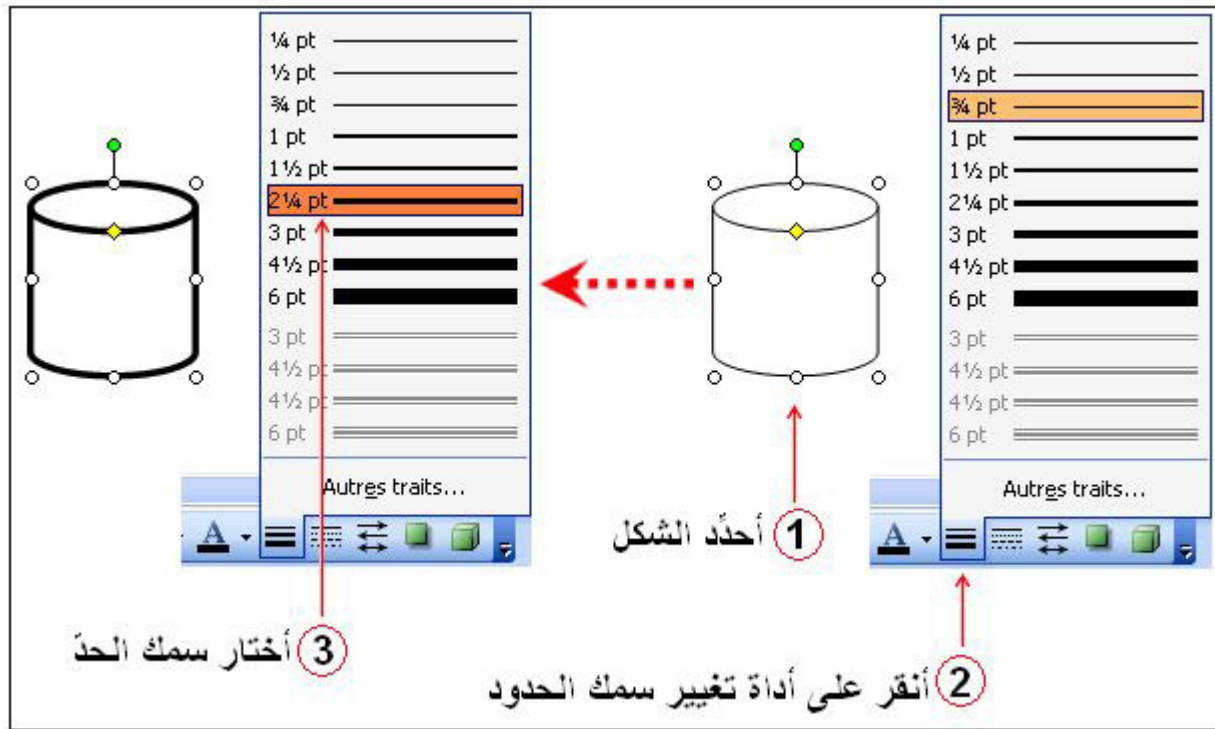 ¼ pt
½ pt
¾ pt
1 pt
1½ pt
2¼ pt
3 pt
4½ pt
6 pt
3 pt
4½ pt
4½ pt
6 pt
Autres traits...
A
1 أحدِّد الشكل
2 أنقر على أداة تغيير سمك الحدود
¼ pt
½ pt
¾ pt
1 pt
1½ pt
2¼ pt
3 pt
4½ pt
6 pt
3 pt
4½ pt
4½ pt
6 pt
Autres traits...
A
3 أختار سمك الحدّ